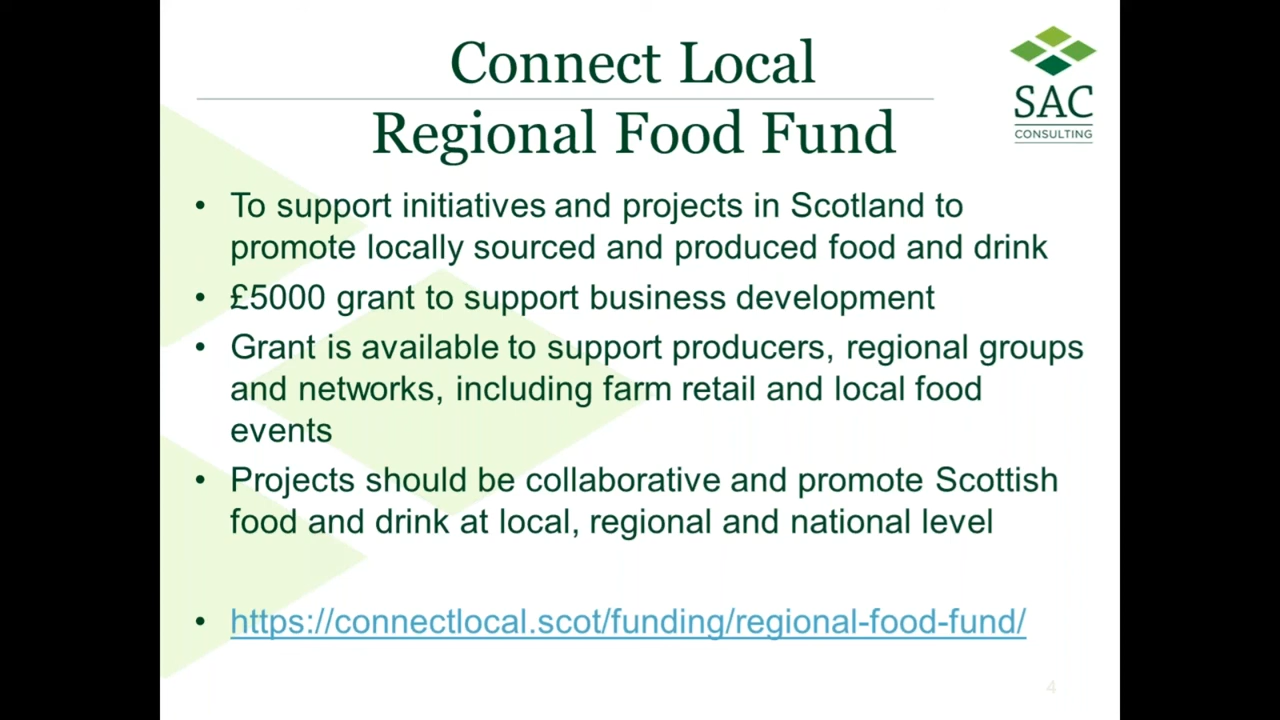 Connect Local
Regional Food Fund
SAC
CONSULTING
• To support initiatives and projects in Scotland to
promote locally sourced and produced food and drink
• £5000 grant to support business development
• Grant is available to support producers, regional groups
and networks, including farm retail and local food
events
• Projects should be collaborative and promote Scottish
food and drink at local, regional and national level
• https://connectlocal.scot/funding/regional-food-fund/
4